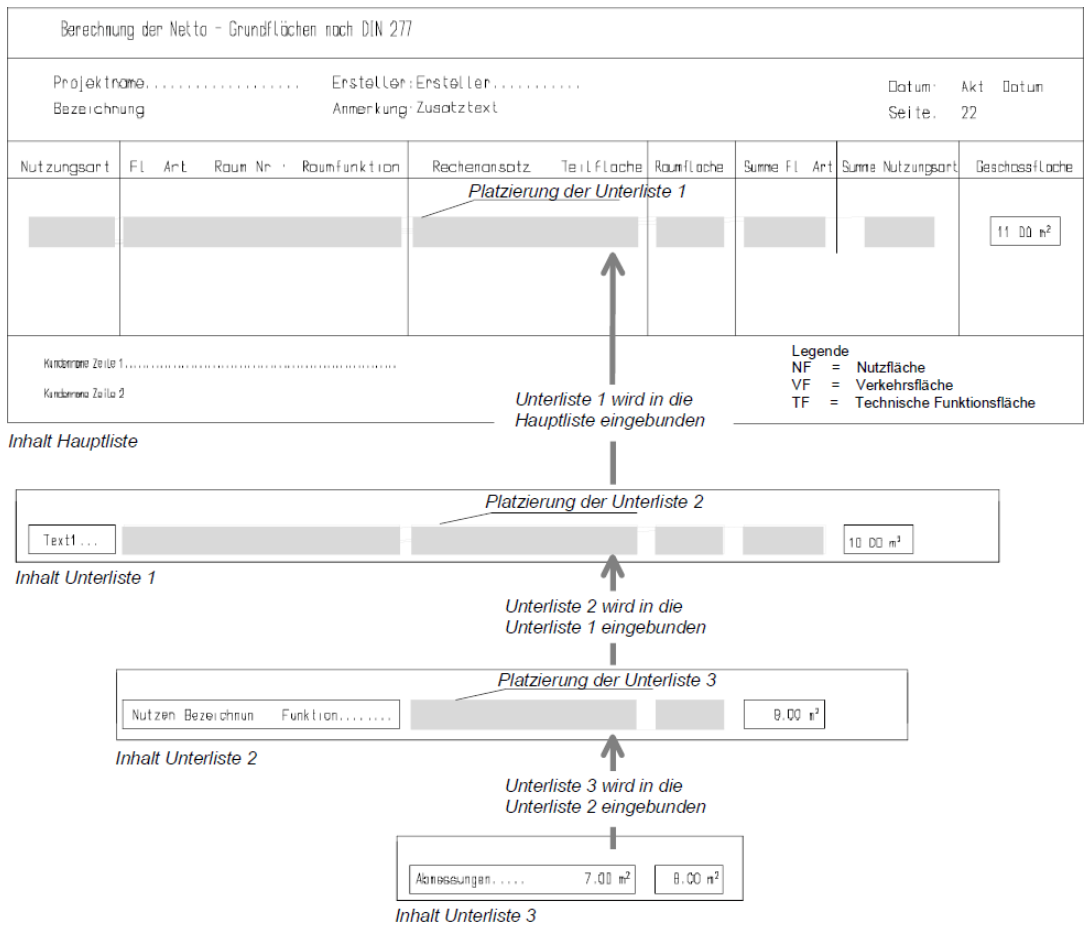 Berechnung der Netto - Grundflächen nach DIN 277
Projektname................... Ersteller:Ersteller........... Datum: Akt Datum
Bezeichnung Anmerkung:Zusatztext Seite. 22
Nutzungsart Fl Art Raum Nr. Raumfunktion Rechenansatz Teilfläche Raumfläche Summe Fl Art Summe Nutzungsart Geschossfläche
Platzierung der Unterliste 1
11 00 m²
Kundenname Zeile 1
Kundenname Zeile 2
Legende
NF = Nutzfläche
VF = Verkehrsfläche
TF = Technische Funktionsfläche
Unterliste 1 wird in die
Hauptliste eingebunden
Inhalt Hauptliste
Platzierung der Unterliste 2
Text1... 10 00 m²
Inhalt Unterliste 1
Unterliste 2 wird in die
Unterliste 1 eingebunden
Platzierung der Unterliste 3
Nutzen Bezeichnun Funktion........ 9.00 m²
Inhalt Unterliste 2
Unterliste 3 wird in die
Unterliste 2 eingebunden
Abmessungen..... 7.00 m² 8.00 m²
Inhalt Unterliste 3